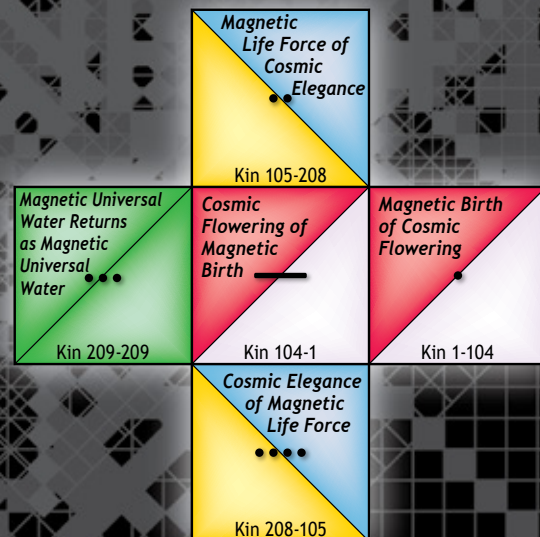 Magnetic
Life Force of
Cosmic
Elegance
Kin 105-208
Magnetic Universal
Water Returns
as Magnetic
Universal
Water
Kin 209-209
Cosmic
Flowering of
Magnetic
Birth
Kin 104-1
Magnetic Birth
of Cosmic
Flowering
Kin 1-104
Cosmic Elegance
of Magnetic
Life Force
Kin 208-105